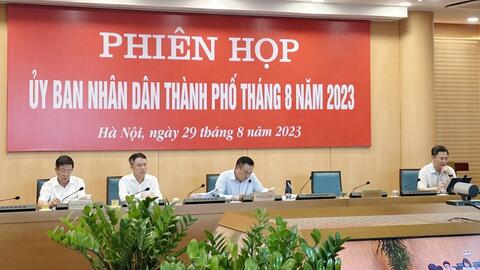 PHIÊN HỌP
ỦY BAN NHÂN DÂN THÀNH PHỐ THÁNG 8 NĂM 2023
Hà Nội, ngày 29 tháng 8 năm 2023